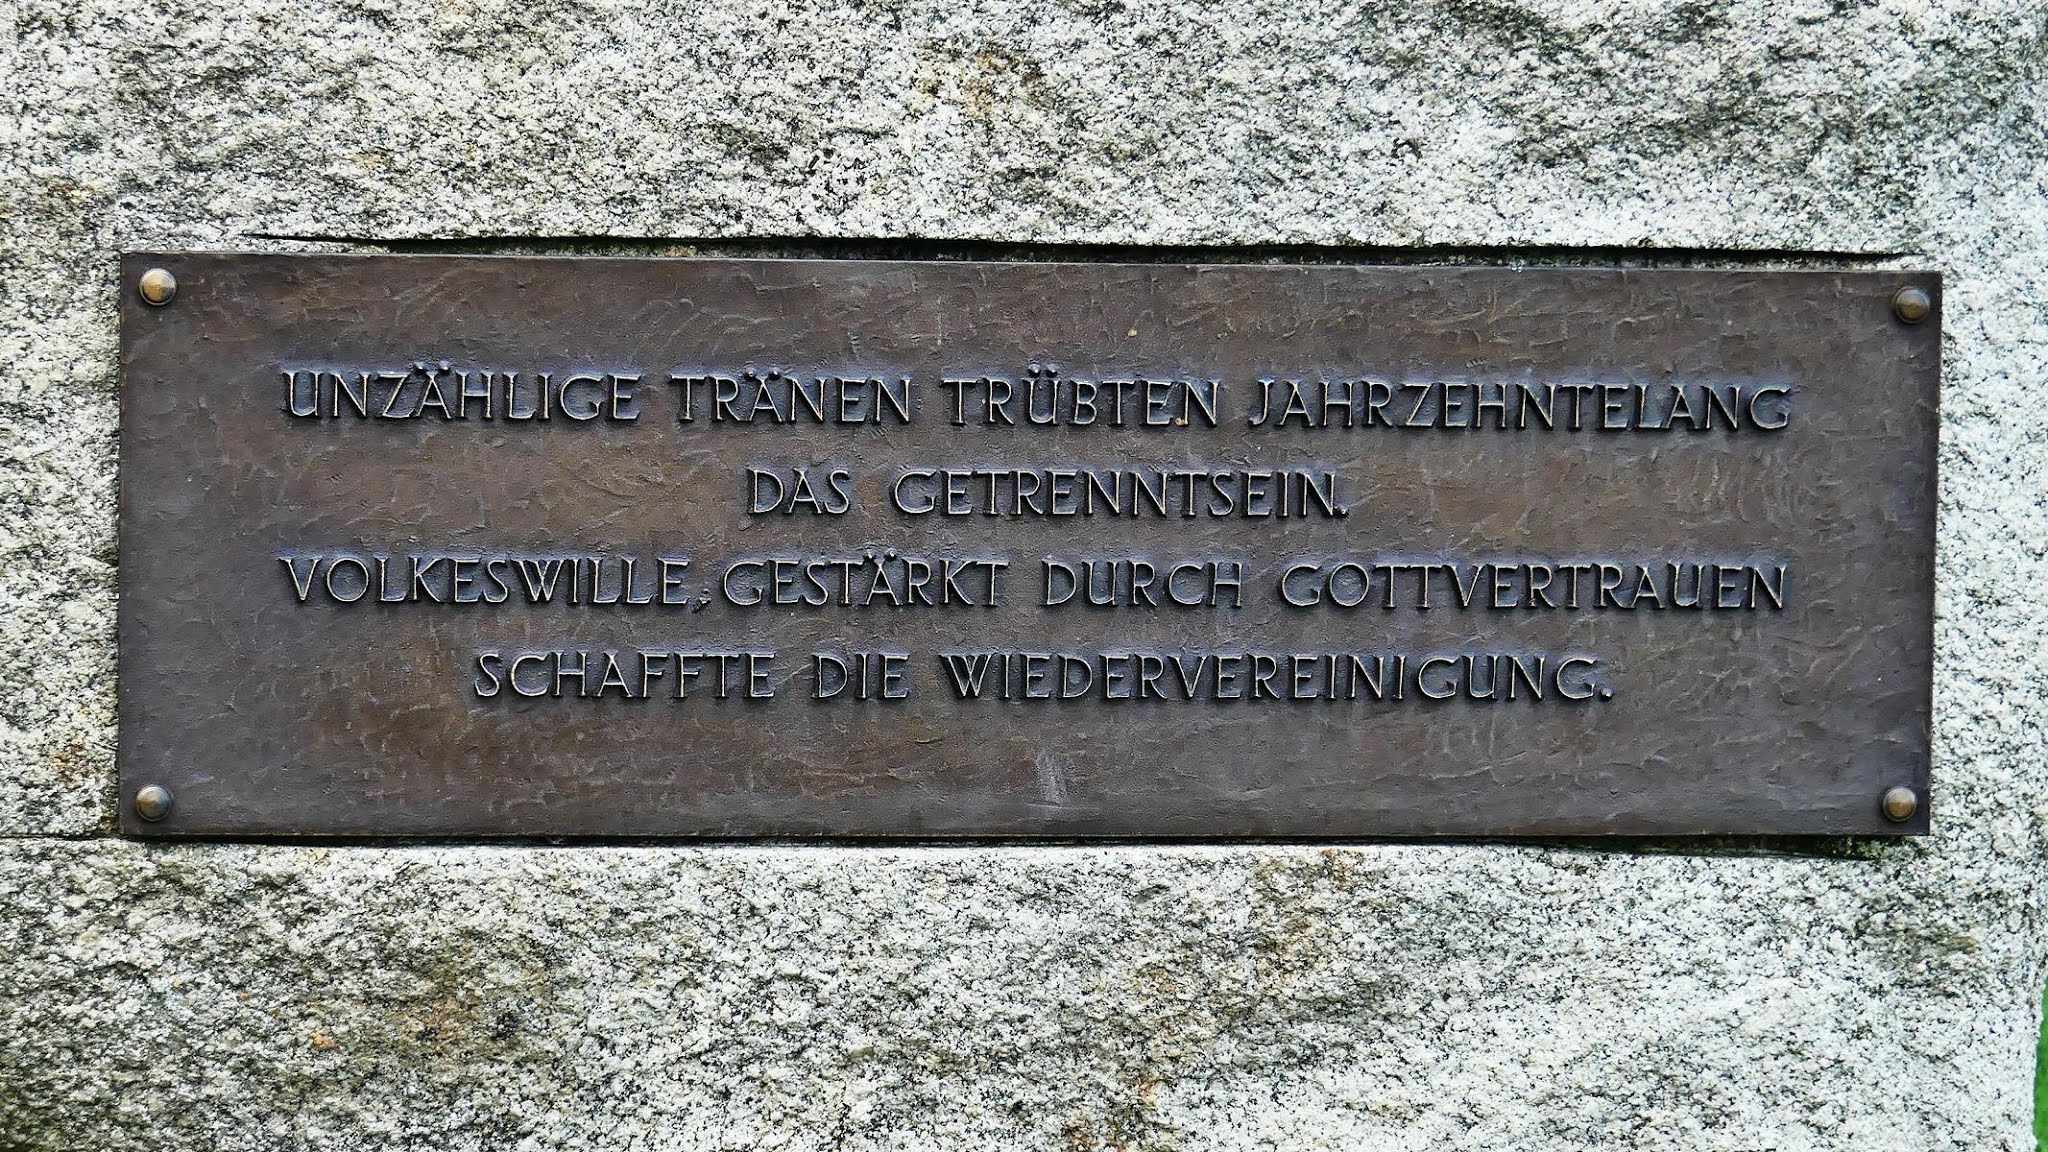 UNZÄHLIGE TRÄNEN TRÜBTEN JAHRZEHNTELANG
DAS GETRENNTSEIN.
VOLKESWILLE, GESTÄRKT DURCH GOTTVERTRAUEN
SCHAFFTE DIE WIEDERVEREINIGUNG.